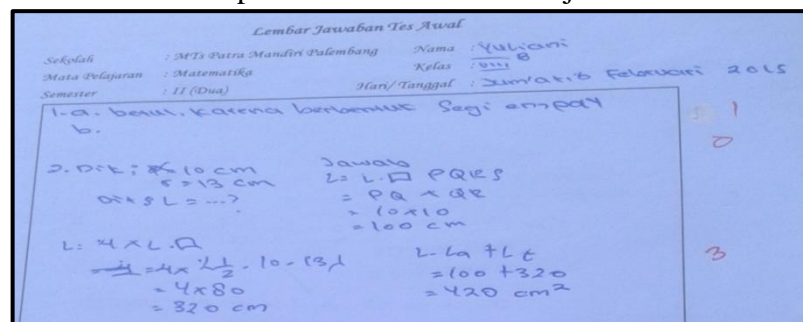 Lembar Jawaban Tes Awal
Sekolah : MTs Patra Mandiri Palembang Nama : Yuliani
Mata Pelajaran : Matematika Kelas : VIII B
Semester : II (Dua) Hari/ Tanggal : Jum'at 6 Februari 2015
1. a. betul. karena berbentuk segi empat
1
b.
0
2. Dik : 10 cm
s = 13 cm
Dit : L = ... ?
Jawab
L = L. □ PQRS
= PQ × QR
= 10 × 10
= 100 cm
L = 4 × L.
= 4 × 1/2 . 10 . 13
= 4 × 80
= 320 cm
L = La + Lt
= 100 + 320
= 420 cm²
3